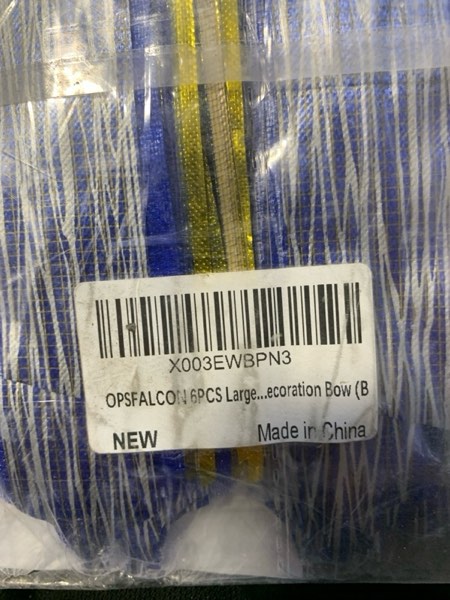 X003EWBPN3
OPSFALCON 6PCS Large...ecoration Bow (B
NEW
Made in China